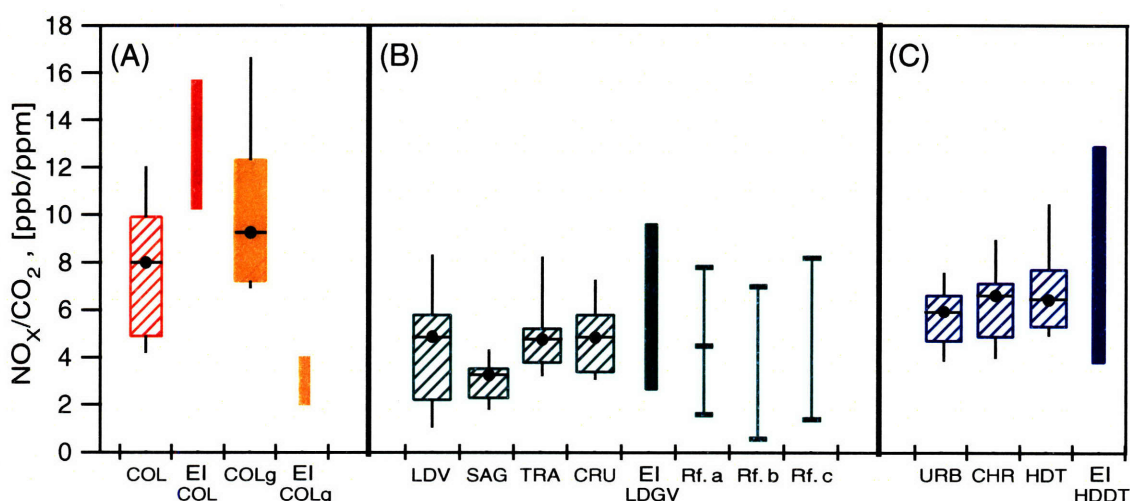 NOX/CO2 , [ppb/ppm]
18
16
14
12
10
8
6
4
2
0
(A)
(B)
(C)
COL
EI
COL
COLg
EI
COLg
LDV
SAG
TRA
CRU
EI
LDGV
Rf. a
Rf. b
Rf. c
URB
CHR
HDT
EI
HDDT